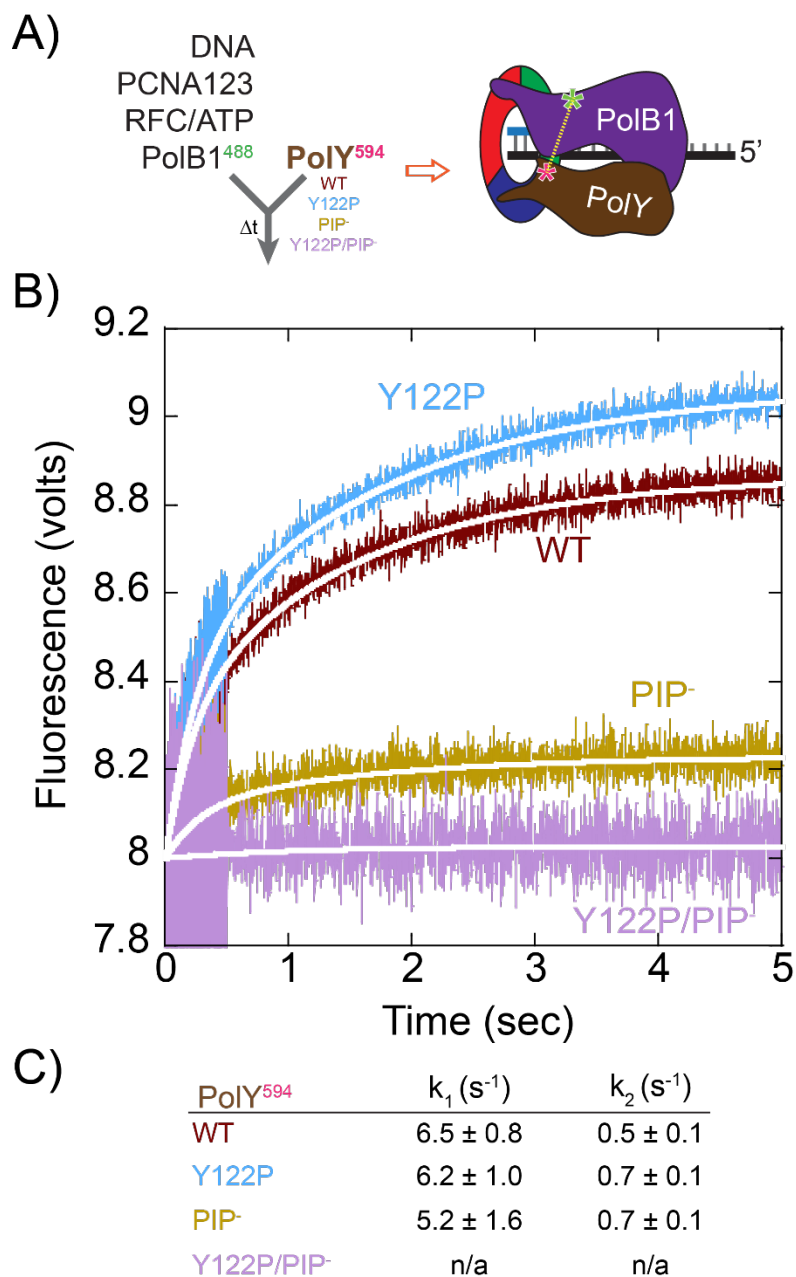 A)
DNA
PCNA123
RFC/ATP
PolB1⁴⁸⁸ PolY⁵⁹⁴
WT
Y122P
PIP⁻
Y122P/PIP⁻
Δt
PolB1
PolY
5’
B)
9.2
9
8.8
8.6
8.4
8.2
8
7.8
Fluorescence (volts)
Y122P
WT
PIP⁻
Y122P/PIP⁻
0 1 2 3 4 5
Time (sec)
C)
PolY⁵⁹⁴ k₁ (s⁻¹) k₂ (s⁻¹)
WT 6.5 ± 0.8 0.5 ± 0.1
Y122P 6.2 ± 1.0 0.7 ± 0.1
PIP⁻ 5.2 ± 1.6 0.7 ± 0.1
Y122P/PIP⁻ n/a n/a